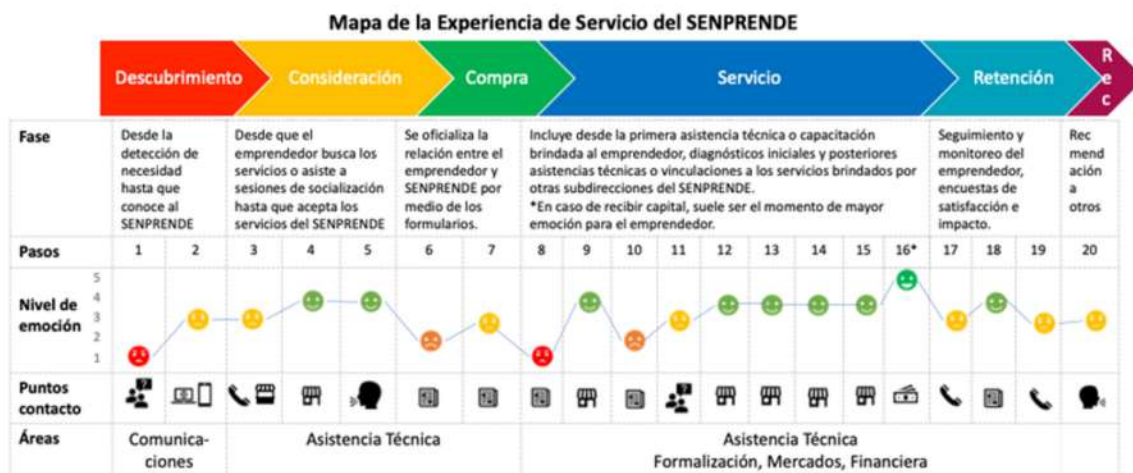 Mapa de la Experiencia de Servicio del SENPRENDE
Descubrimiento
Consideración
Compra
Servicio
Retención
R
e
c
Fase
Desde la
detección de
necesidad
hasta que
conoce al
SENPRENDE
Desde que el
emprendedor busca los
servicios o asiste a
sesiones de socialización
hasta que acepta los
servicios del SENPRENDE
Se oficializa la
relación entre el
emprendedor y
SENPRENDE por
medio de los
formularios.
Incluye desde la primera asistencia técnica o capacitación
brindada al emprendedor, diagnósticos iniciales y posteriores
asistencias técnicas o vinculaciones a los servicios brindados por
otras subdirecciones del SENPRENDE.
*En caso de recibir capital, suele ser el momento de mayor
emoción para el emprendedor.
Seguimiento y
monitoreo del
emprendedor,
encuestas de
satisfacción e
impacto.
Rec
mend
ación
a
otros
Pasos 1 2 3 4 5 6 7 8 9 10 11 12 13 14 15 16* 17 18 19 20
Nivel de
emoción
5
4
3
2
1
Puntos
contacto
Áreas
Comunica-
ciones
Asistencia Técnica
Asistencia Técnica
Formalización, Mercados, Financiera